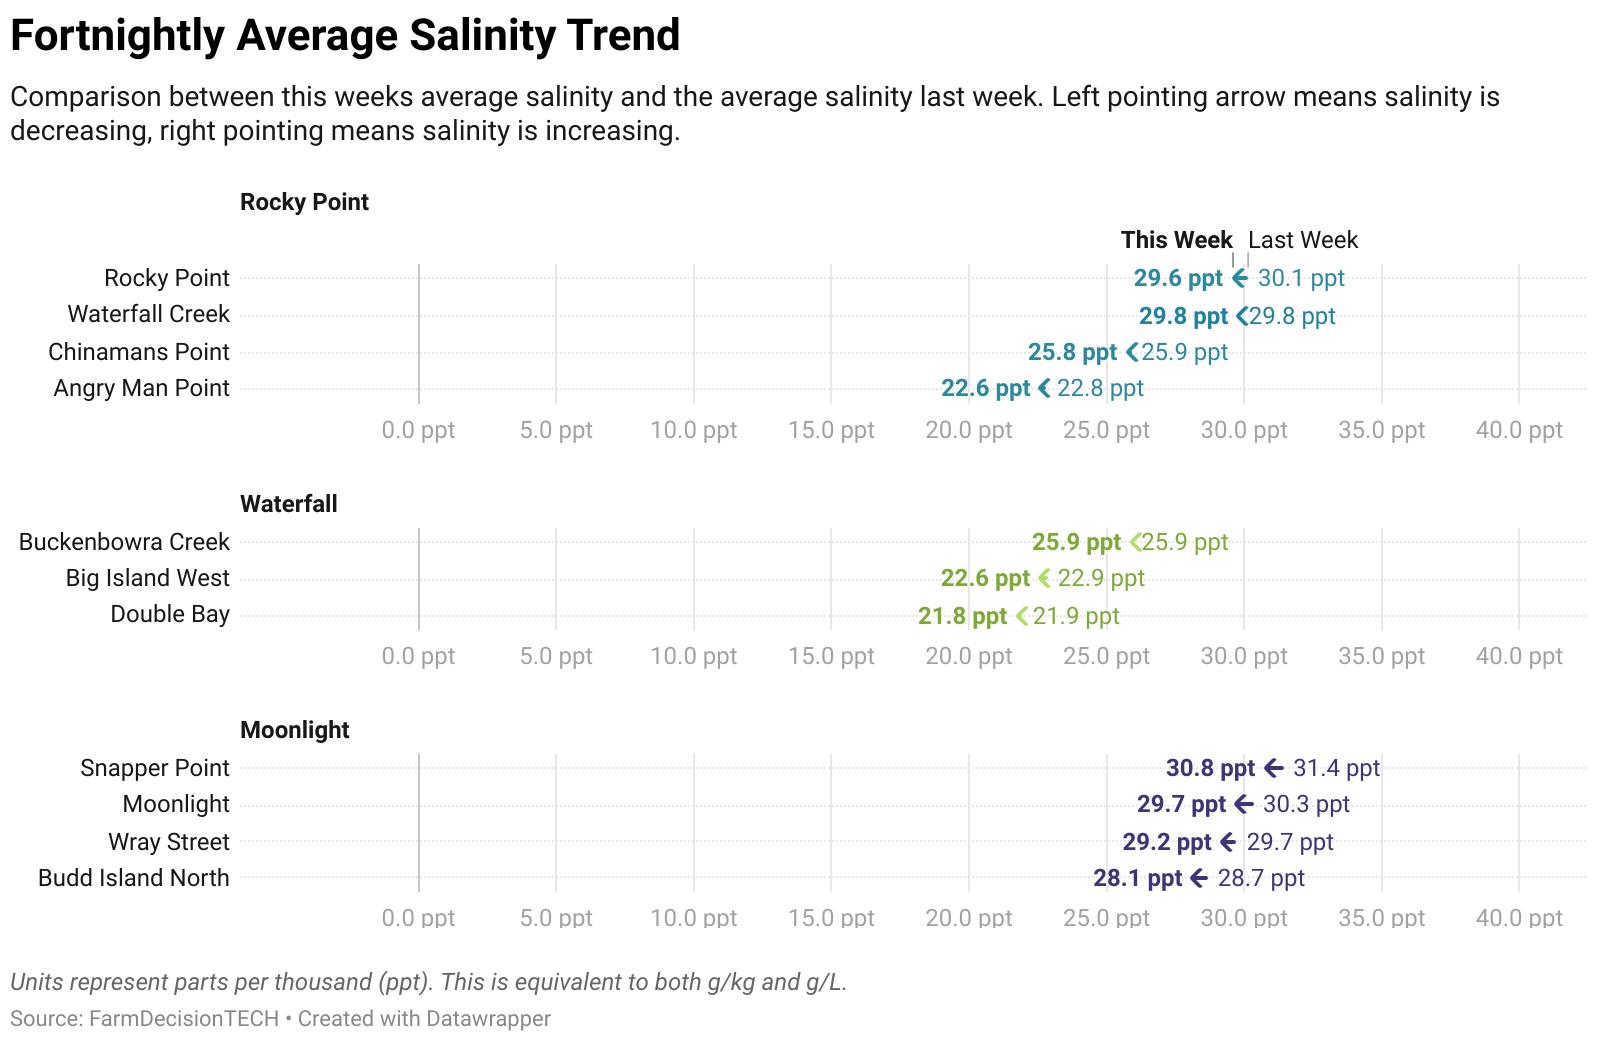 Fortnightly Average Salinity Trend
Comparison between this weeks average salinity and the average salinity last week. Left pointing arrow means salinity is
decreasing, right pointing means salinity is increasing.
Rocky Point
This Week Last Week
Rocky Point 29.6 ppt 30.1 ppt
Waterfall Creek 29.8 ppt 29.8 ppt
Chinamans Point 25.8 ppt 25.9 ppt
Angry Man Point 22.6 ppt 22.8 ppt
0.0 ppt 5.0 ppt 10.0 ppt 15.0 ppt 20.0 ppt 25.0 ppt 30.0 ppt 35.0 ppt 40.0 ppt
Waterfall
Buckenbowra Creek 25.9 ppt 25.9 ppt
Big Island West 22.6 ppt 22.9 ppt
Double Bay 21.8 ppt 21.9 ppt
0.0 ppt 5.0 ppt 10.0 ppt 15.0 ppt 20.0 ppt 25.0 ppt 30.0 ppt 35.0 ppt 40.0 ppt
Moonlight
Snapper Point 30.8 ppt 31.4 ppt
Moonlight 29.7 ppt 30.3 ppt
Wray Street 29.2 ppt 29.7 ppt
Budd Island North 28.1 ppt 28.7 ppt
0.0 ppt 5.0 ppt 10.0 ppt 15.0 ppt 20.0 ppt 25.0 ppt 30.0 ppt 35.0 ppt 40.0 ppt
Units represent parts per thousand (ppt). This is equivalent to both g/kg and g/L.
Source: FarmDecisionTECH • Created with Datawrapper